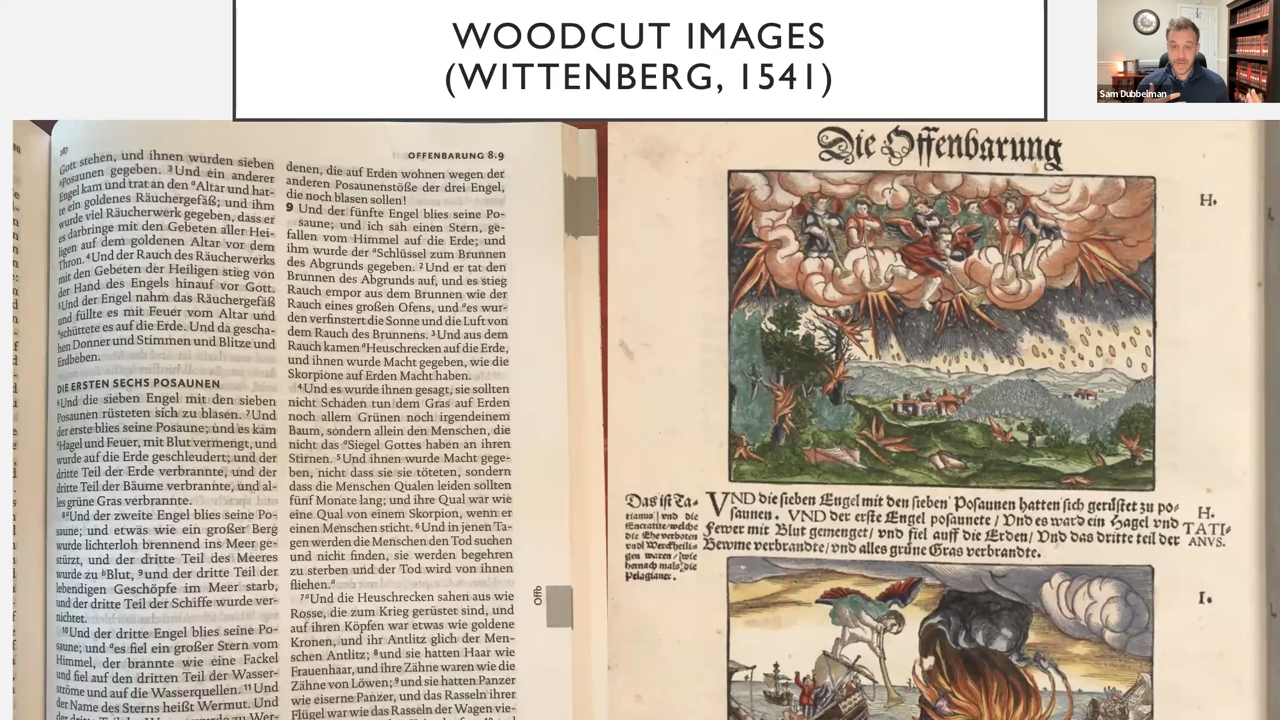 WOODCUT IMAGES
(WITTENBERG, 1541)
Sam Dubbelman
OFFENBARUNG 8.9
Gott stehen, und ihnen wurden sieben
Posaunen gegeben. 3Und ein anderer
Engel kam und trat an den Altar und hat-
te ein goldenes Räuchergefäß; und ihm
wurde viel Räucherwerk gegeben, dass er
es darbringe mit den Gebeten aller Hei-
ligen auf dem goldenen Altar vor dem
Thron. 4Und der Rauch des Räucherwerks
mit den Gebeten der Heiligen stieg von
der Hand des Engels hinauf vor Gott.
5Und der Engel nahm das Räuchergefäß
und füllte es mit Feuer vom Altar und
schüttete es auf die Erde. Und da gescha-
hen Donner und Stimmen und Blitze und
Erdbeben.
DIE ERSTEN SECHS POSAUNEN
6Und die sieben Engel mit den sieben
Posaunen rüsteten sich zu blasen. 7Und
der erste blies seine Posaune; und es kam
Hagel und Feuer, mit Blut vermengt, und
wurde auf die Erde geschleudert; und der
dritte Teil der Erde verbrannte, und der
dritte Teil der Bäume verbrannte, und al-
les grüne Gras verbrannte.
8Und der zweite Engel blies seine Po-
saune; und etwas wie ein großer Berg
wurde lichterloh brennend ins Meer ge-
stürzt, und der dritte Teil des Meeres
wurde zu Blut, 9und der dritte Teil der
lebendigen Geschöpfe im Meer starb,
und der dritte Teil der Schiffe wurde ver-
nichtet.
10Und der dritte Engel blies seine Po-
saune; und es fiel ein großer Stern vom
Himmel, der brannte wie eine Fackel
und fiel auf den dritten Teil der Wasser-
ströme und auf die Wasserquellen. 11Und
der Name des Sterns heißt Wermut. Und
denen, die auf Erden wohnen wegen der
anderen Posaunenstöße der drei Engel,
die noch blasen sollen!
9 Und der fünfte Engel blies seine Po-
saune; und ich sah einen Stern, ge-
fallen vom Himmel auf die Erde; und
ihm wurde der Schlüssel zum Brunnen
des Abgrunds gegeben. 2Und er tat den
Brunnen des Abgrunds auf, und es stieg
Rauch empor aus dem Brunnen wie der
Rauch eines großen Ofens, und es wur-
den verfinstert die Sonne und die Luft von
dem Rauch des Brunnens. 3Und aus dem
Rauch kamen Heuschrecken auf die Erde,
und ihnen wurde Macht gegeben, wie die
Skorpione auf Erden Macht haben.
4Und es wurde ihnen gesagt, sie sollten
nicht Schaden tun dem Gras auf Erden
noch allem Grünen noch irgendeinem
Baum, sondern allein den Menschen, die
nicht das Siegel Gottes haben an ihren
Stirnen. 5Und ihnen wurde Macht gege-
ben, nicht dass sie sie töteten, sondern
dass die Menschen Qualen leiden sollten
fünf Monate lang; und ihre Qual war wie
eine Qual von einem Skorpion, wenn er
einen Menschen sticht. 6Und in jenen Ta-
gen werden die Menschen den Tod suchen
und nicht finden, sie werden begehren
zu sterben und der Tod wird von ihnen
fliehen.
7Und die Heuschrecken sahen aus wie
Rosse, die zum Krieg gerüstet sind, und
auf ihren Köpfen war etwas wie goldene
Kronen, und ihr Antlitz glich der Men-
schen Antlitz; 8und sie hatten Haar wie
Frauenhaar, und ihre Zähne waren wie die
Zähne von Löwen; 9und sie hatten Panzer
wie eiserne Panzer, und das Rasseln ihrer
Flügel war wie das Rasseln der Wagen vie-
Offb
Die Offenbarung
H.
Das ist Ta-
tianus/ vnd die
Encratite/welche
die Ehe verboten
vnd Werckheili-
gen waren/ wie
hernach mals die
Pelagianer.
VND die sieben Engel mit den sieben Posaunen hatten sich gerüstet zu po-
saunen. VND der erste Engel posaunete/ Vnd es ward ein Hagel vnd
Fewer mit Blut gemenget/ vnd fiel auff die Erden/ Vnd das dritte teil der
Bewme verbrandte/ vnd alles grüne Gras verbrandte.
H.
TATI-
ANVS.
I.